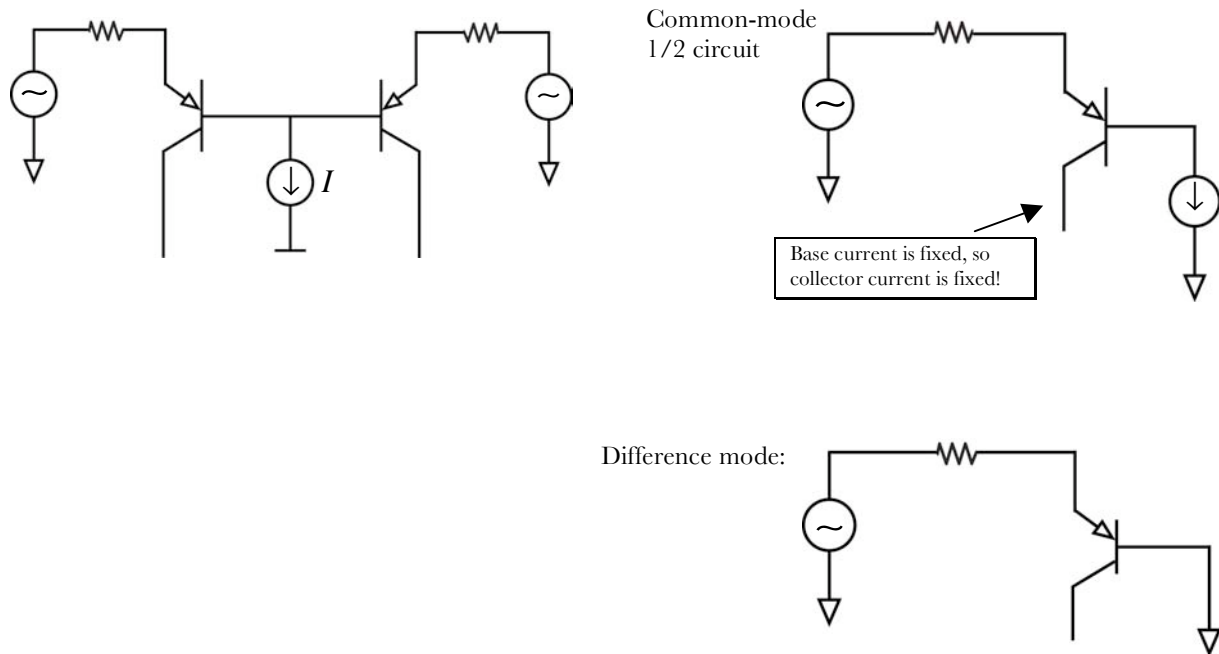 Common-mode
1/2 circuit
I
Base current is fixed, so
collector current is fixed!
Difference mode: